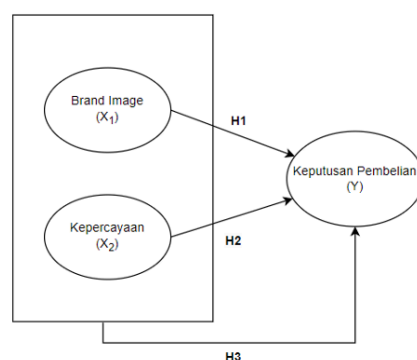 Brand Image
(X₁)
H1
Keputusan Pembelian
(Y)
Kepercayaan
(X₂)
H2
H3